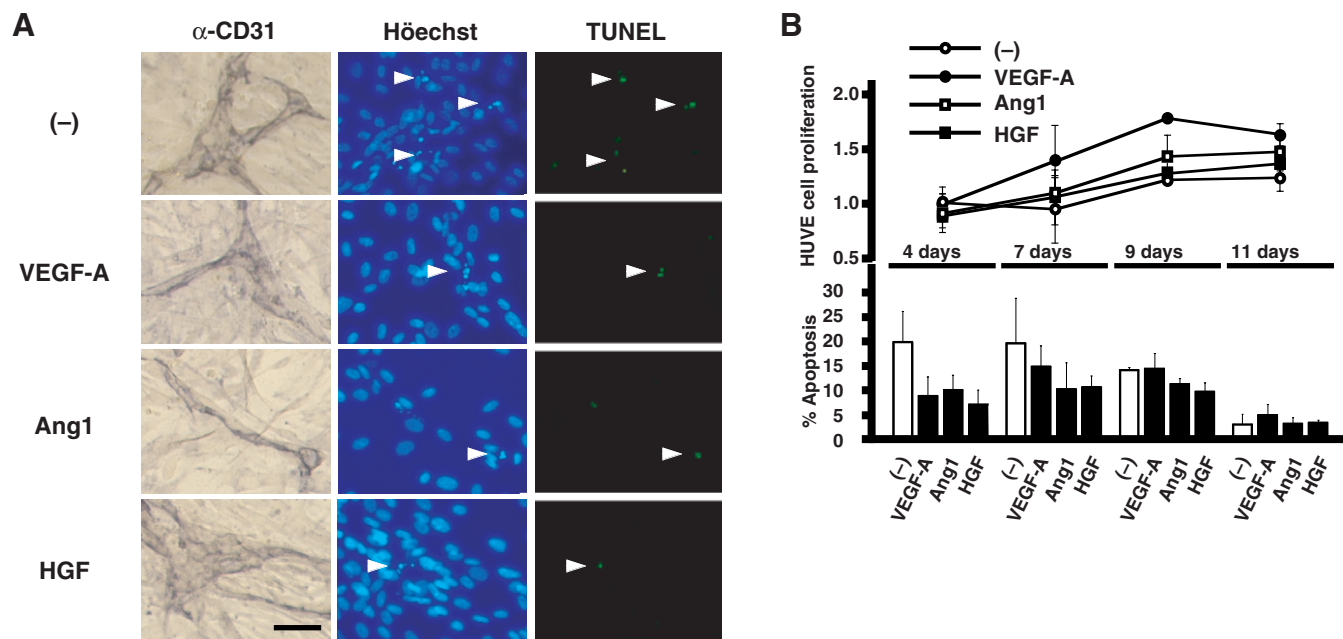 A
α-CD31 Höechst TUNEL
(–)
VEGF-A
Ang1
HGF
B
(–)
VEGF-A
Ang1
HGF
HUVE cell proliferation
2.0
1.5
1.0
0.5
4 days 7 days 9 days 11 days
% Apoptosis
30
25
20
15
10
5
0
(–) VEGF-A Ang1 HGF (–) VEGF-A Ang1 HGF (–) VEGF-A Ang1 HGF (–) VEGF-A Ang1 HGF